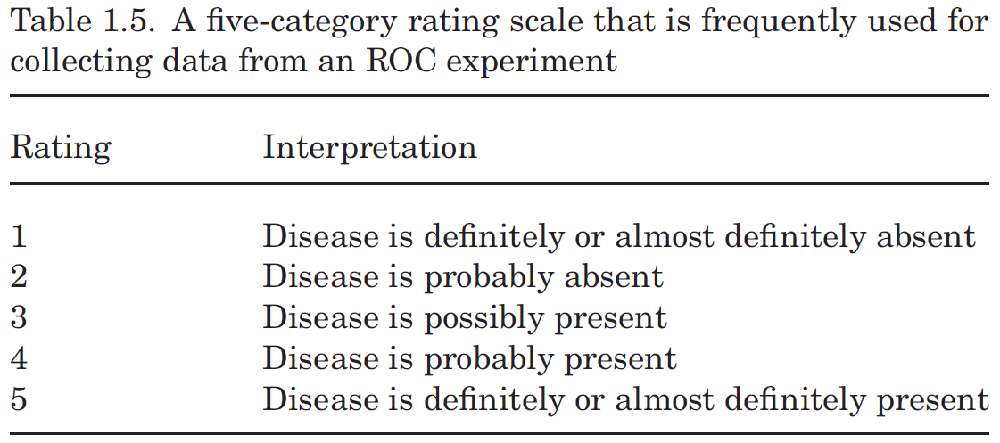 Table 1.5. A five-category rating scale that is frequently used for
collecting data from an ROC experiment
Rating Interpretation
1 Disease is definitely or almost definitely absent
2 Disease is probably absent
3 Disease is possibly present
4 Disease is probably present
5 Disease is definitely or almost definitely present